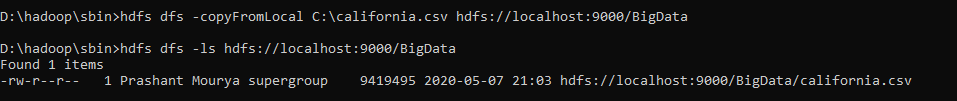 D:\hadoop\sbin>hdfs dfs -copyFromLocal C:\california.csv hdfs://localhost:9000/BigData
D:\hadoop\sbin>hdfs dfs -ls hdfs://localhost:9000/BigData
Found 1 items
-rw-r--r--   1 Prashant Mourya supergroup    9419495 2020-05-07 21:03 hdfs://localhost:9000/BigData/california.csv